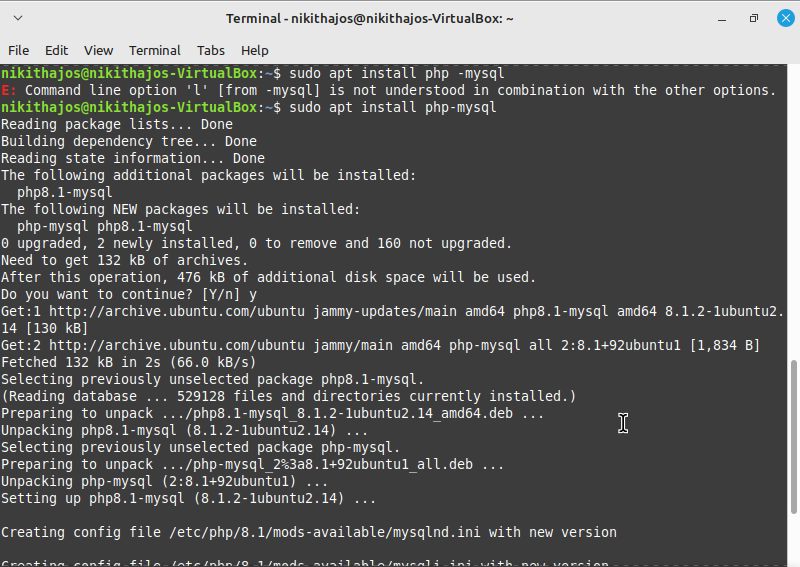 Terminal - nikithajos@nikithajos-VirtualBox: ~
File Edit View Terminal Tabs Help
nikithajos@nikithajos-VirtualBox:~$ sudo apt install php -mysql
E: Command line option 'l' [from -mysql] is not understood in combination with the other options.
nikithajos@nikithajos-VirtualBox:~$ sudo apt install php-mysql
Reading package lists... Done
Building dependency tree... Done
Reading state information... Done
The following additional packages will be installed:
  php8.1-mysql
The following NEW packages will be installed:
  php-mysql php8.1-mysql
0 upgraded, 2 newly installed, 0 to remove and 160 not upgraded.
Need to get 132 kB of archives.
After this operation, 476 kB of additional disk space will be used.
Do you want to continue? [Y/n] y
Get:1 http://archive.ubuntu.com/ubuntu jammy-updates/main amd64 php8.1-mysql amd64 8.1.2-1ubuntu2.
14 [130 kB]
Get:2 http://archive.ubuntu.com/ubuntu jammy/main amd64 php-mysql all 2:8.1+92ubuntu1 [1,834 B]
Fetched 132 kB in 2s (66.0 kB/s)
Selecting previously unselected package php8.1-mysql.
(Reading database ... 529128 files and directories currently installed.)
Preparing to unpack .../php8.1-mysql_8.1.2-1ubuntu2.14_amd64.deb ...
Unpacking php8.1-mysql (8.1.2-1ubuntu2.14) ...
Selecting previously unselected package php-mysql.
Preparing to unpack .../php-mysql_2%3a8.1+92ubuntu1_all.deb ...
Unpacking php-mysql (2:8.1+92ubuntu1) ...
Setting up php8.1-mysql (8.1.2-1ubuntu2.14) ...
Creating config file /etc/php/8.1/mods-available/mysqlnd.ini with new version
Creating config file /etc/php/8.1/mods-available/mysqli.ini with new version